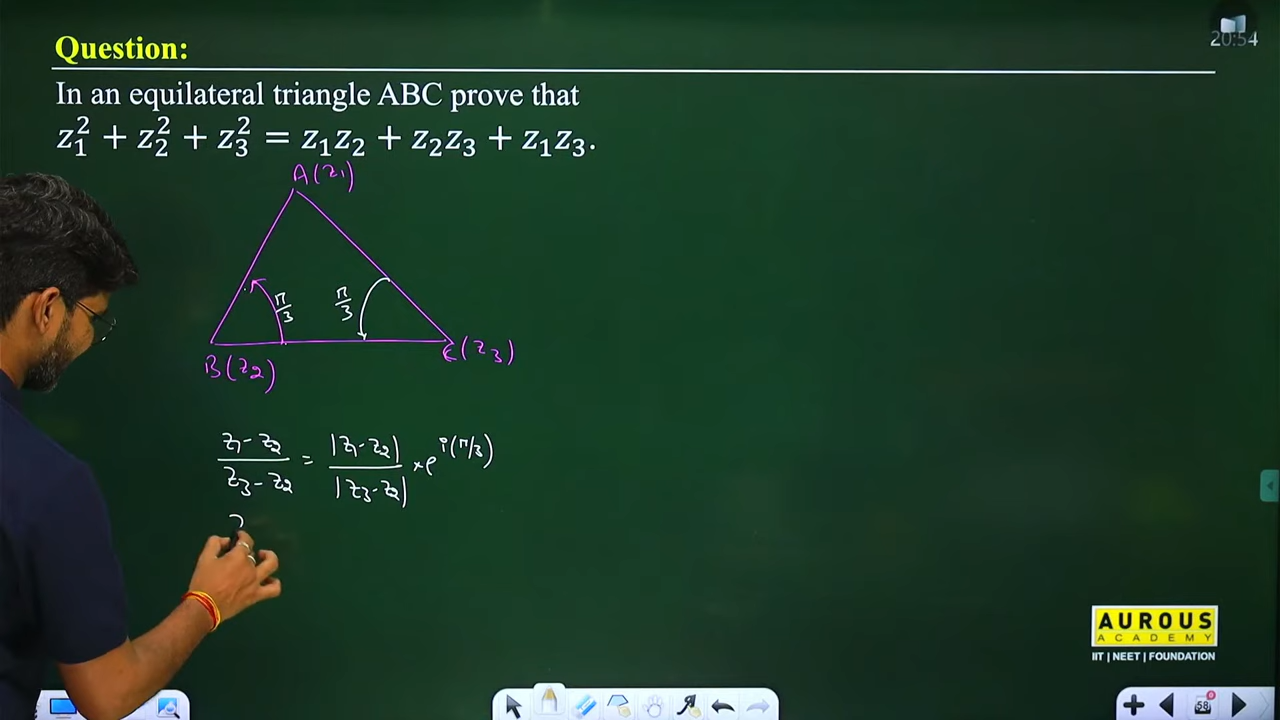 20:54
Question:
In an equilateral triangle ABC prove that
z₁² + z₂² + z₃² = z₁z₂ + z₂z₃ + z₁z₃.
A(z₁)
π/3
π/3
B(z₂)
C(z₃)
(z₁-z₂)/(z₃-z₂) = |z₁-z₂|/|z₃-z₂| × e^i(π/3)
AUROUS
ACADEMY
IIT | NEET | FOUNDATION
58